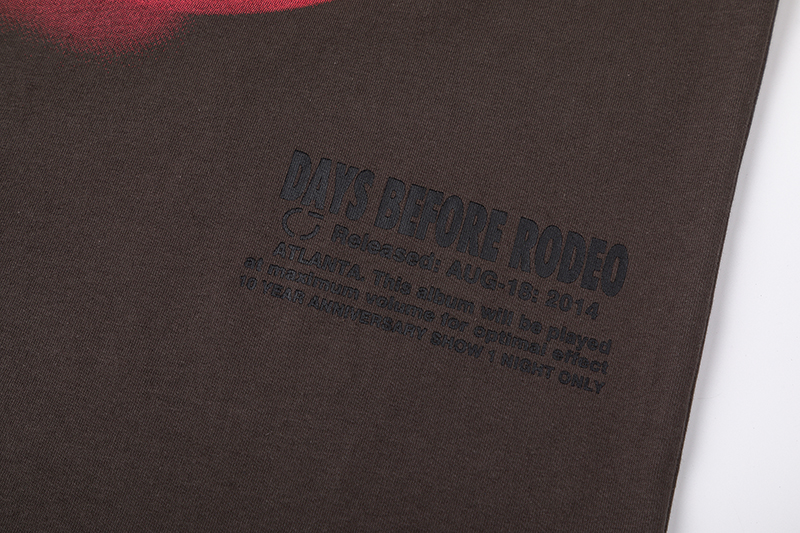 DAYS BEFORE RODEO
Released: AUG-18: 2014
ATLANTA. This album will be played
at maximum volume for optimal effect
10 YEAR ANNIVERSARY SHOW 1 NIGHT ONLY